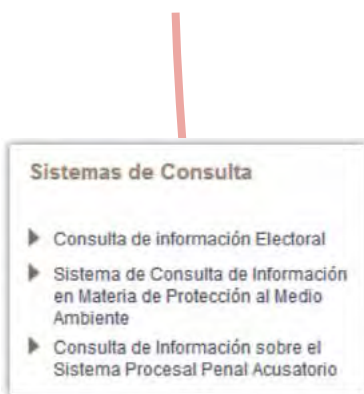 Sistemas de Consulta
Consulta de información Electoral
Sistema de Consulta de Información
en Materia de Protección al Medio
Ambiente
Consulta de Información sobre el
Sistema Procesal Penal Acusatorio